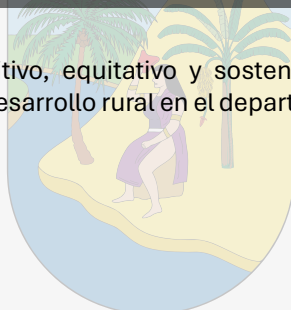 tivo, equitativo y sosten
esarrollo rural en el depart